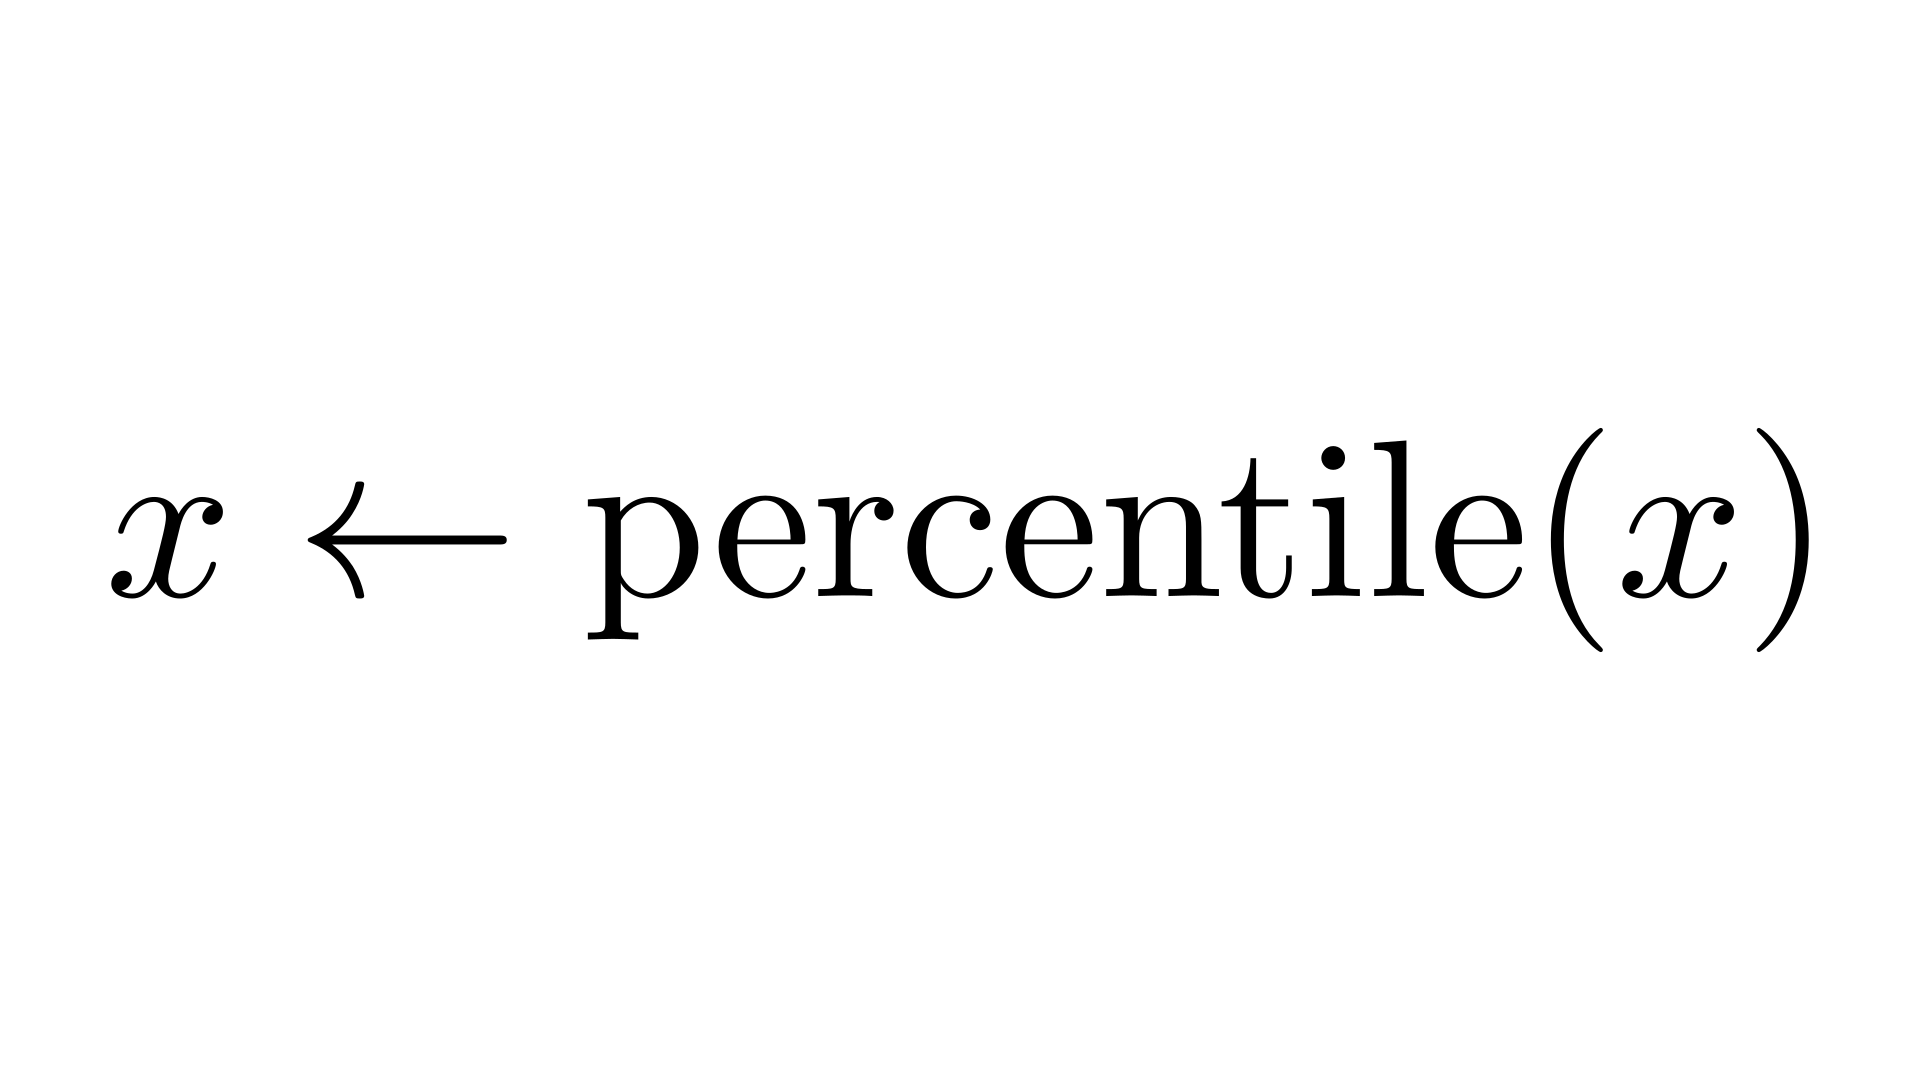 x ← percentile(x)